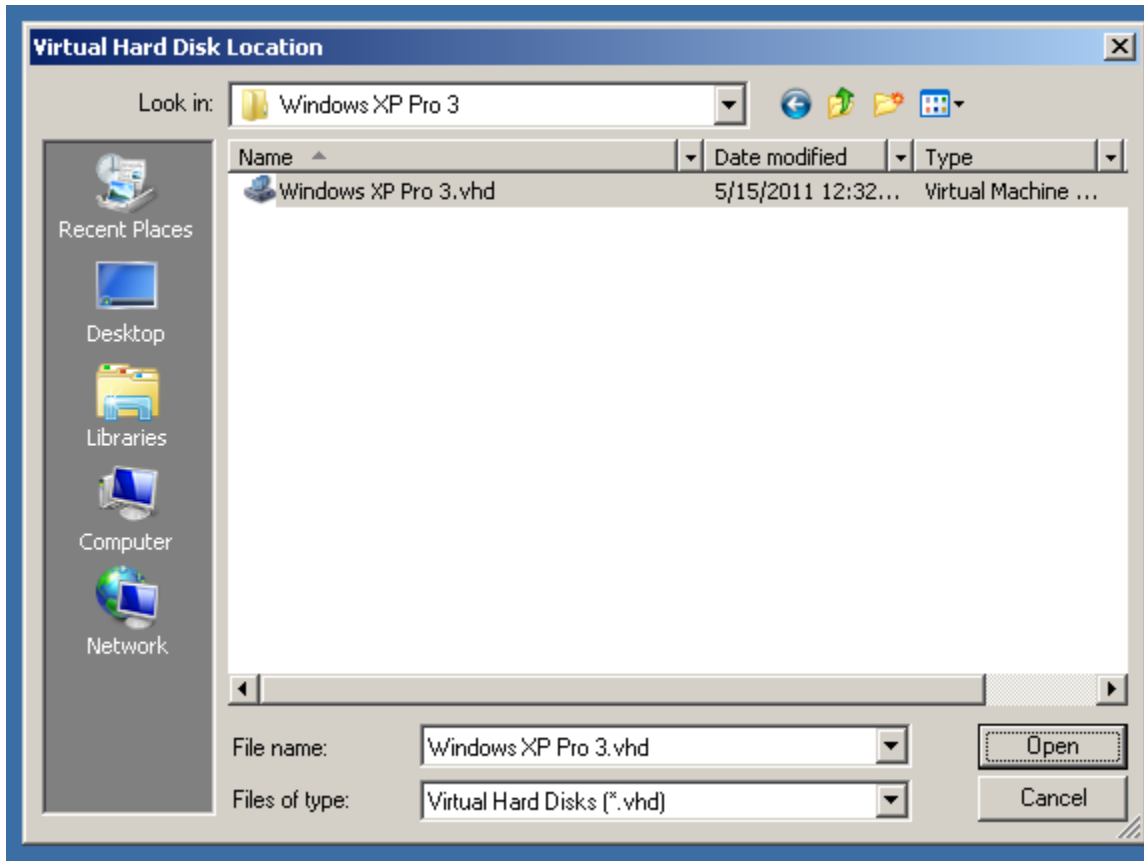 Virtual Hard Disk Location
Look in: Windows XP Pro 3
Name Date modified Type
Windows XP Pro 3.vhd 5/15/2011 12:32... Virtual Machine ...
Recent Places
Desktop
Libraries
Computer
Network
File name: Windows XP Pro 3.vhd Open
Files of type: Virtual Hard Disks (*.vhd) Cancel